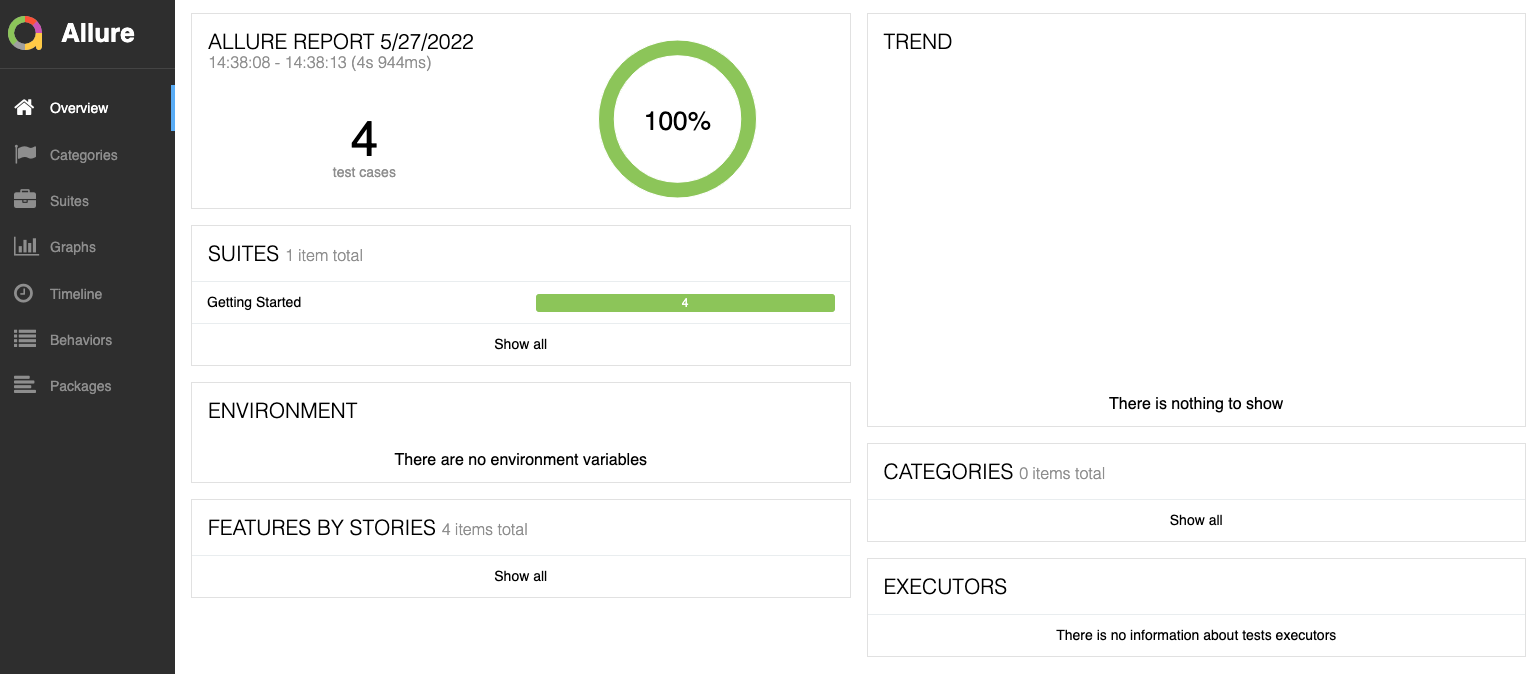 Allure
Overview
Categories
Suites
Graphs
Timeline
Behaviors
Packages
ALLURE REPORT 5/27/2022
14:38:08 - 14:38:13 (4s 944ms)
4
test cases
100%
SUITES 1 item total
Getting Started 4
Show all
ENVIRONMENT
There are no environment variables
FEATURES BY STORIES 4 items total
Show all
TREND
There is nothing to show
CATEGORIES 0 items total
Show all
EXECUTORS
There is no information about tests executors